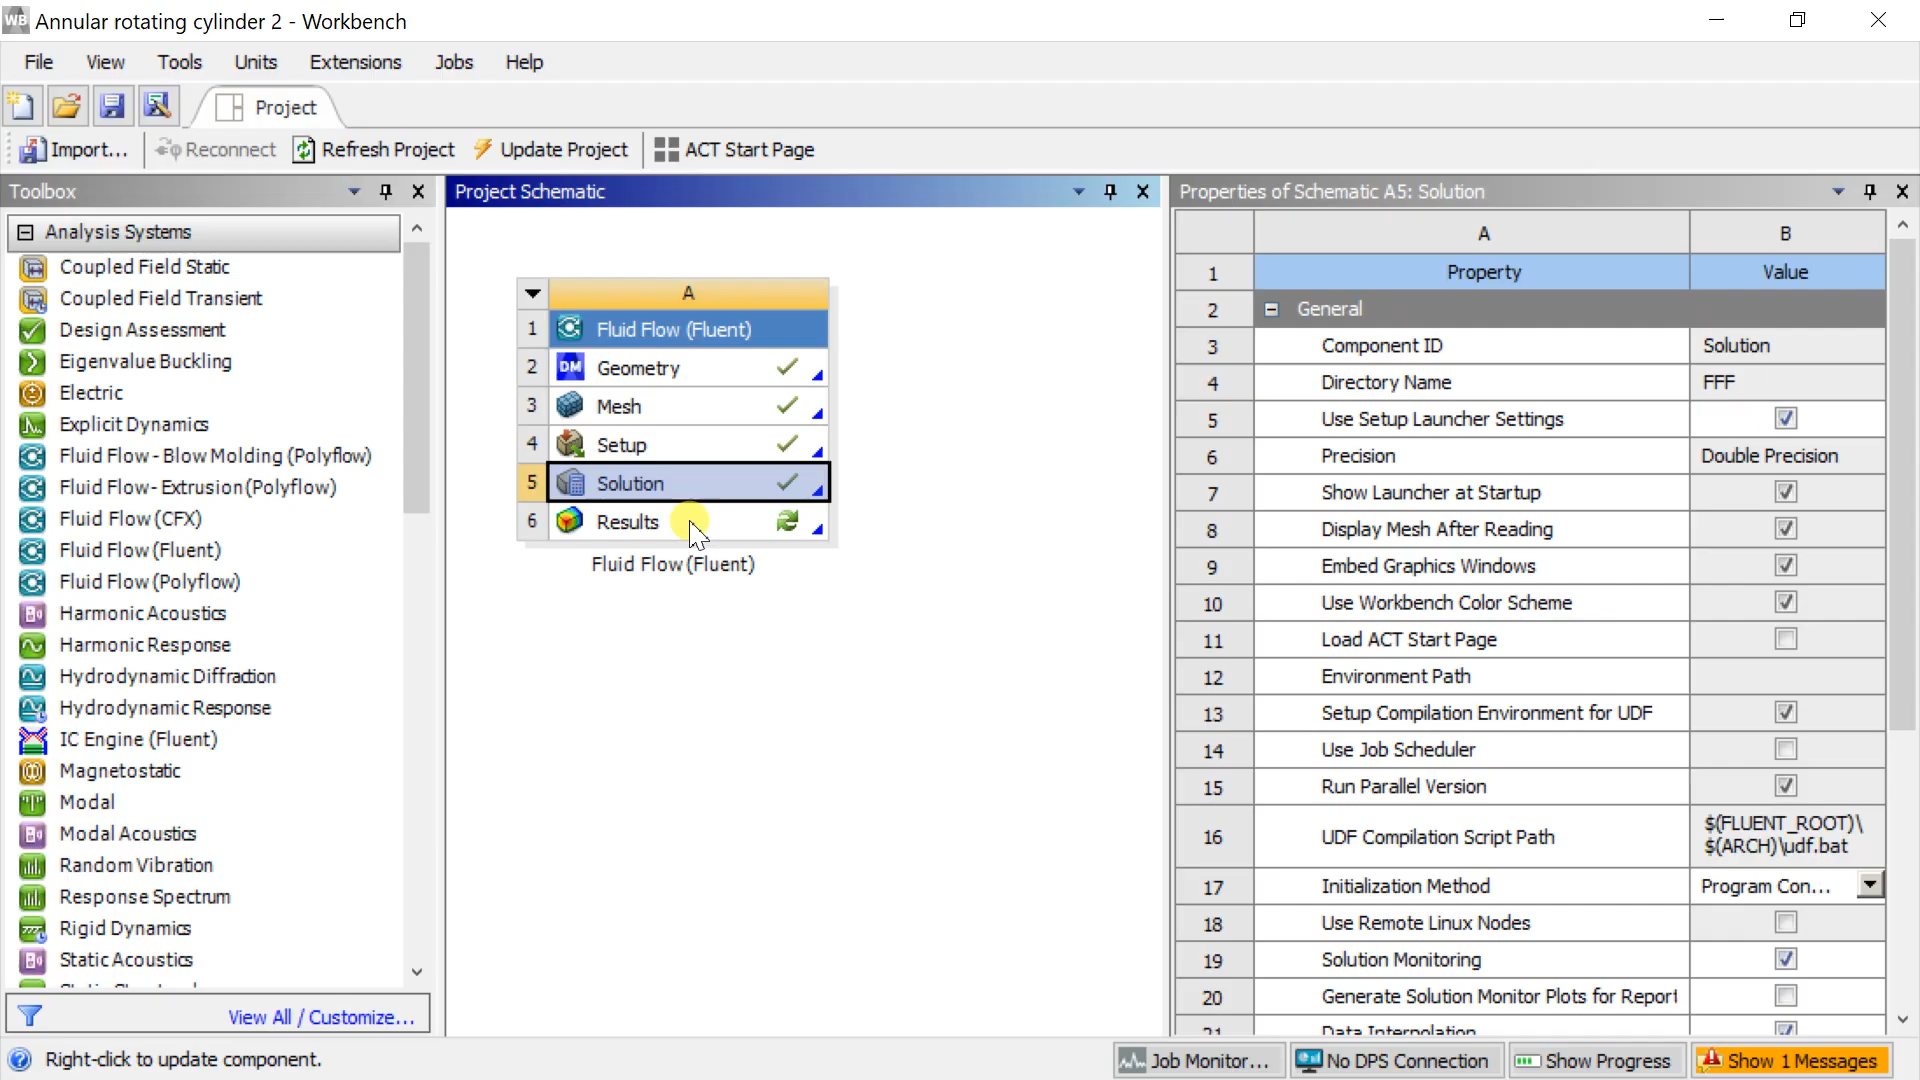 WB Annular rotating cylinder 2 - Workbench
File View Tools Units Extensions Jobs Help
Project
Import... Reconnect Refresh Project Update Project ACT Start Page
Toolbox
Analysis Systems
Coupled Field Static
Coupled Field Transient
Design Assessment
Eigenvalue Buckling
Electric
Explicit Dynamics
Fluid Flow - Blow Molding (Polyflow)
Fluid Flow - Extrusion (Polyflow)
Fluid Flow (CFX)
Fluid Flow (Fluent)
Fluid Flow (Polyflow)
Harmonic Acoustics
Harmonic Response
Hydrodynamic Diffraction
Hydrodynamic Response
IC Engine (Fluent)
Magnetostatic
Modal
Modal Acoustics
Random Vibration
Response Spectrum
Rigid Dynamics
Static Acoustics
View All / Customize...
Project Schematic
A
1 Fluid Flow (Fluent)
2 DM Geometry
3 Mesh
4 Setup
5 Solution
6 Results
Fluid Flow (Fluent)
Properties of Schematic A5: Solution
A B
1 Property Value
2 General
3 Component ID Solution
4 Directory Name FFF
5 Use Setup Launcher Settings
6 Precision Double Precision
7 Show Launcher at Startup
8 Display Mesh After Reading
9 Embed Graphics Windows
10 Use Workbench Color Scheme
11 Load ACT Start Page
12 Environment Path
13 Setup Compilation Environment for UDF
14 Use Job Scheduler
15 Run Parallel Version
16 UDF Compilation Script Path $(FLUENT_ROOT)\
$(ARCH)\udf.bat
17 Initialization Method Program Con...
18 Use Remote Linux Nodes
19 Solution Monitoring
20 Generate Solution Monitor Plots for Report
21 Data Interpolation
Right-click to update component.
Job Monitor... No DPS Connection Show Progress Show 1 Messages